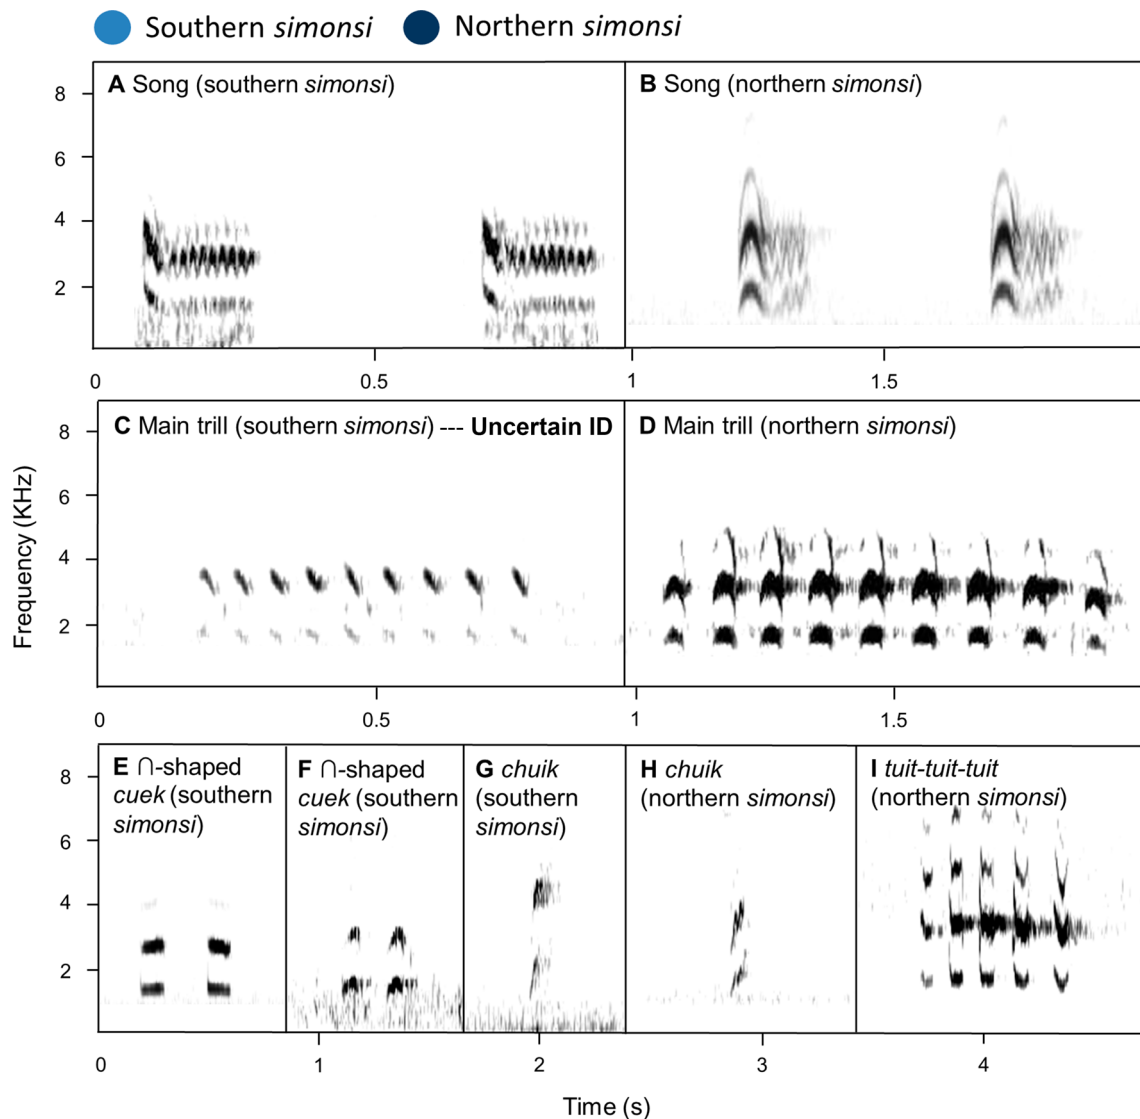 Southern simonsi Northern simonsi
A Song (southern simonsi)
B Song (northern simonsi)
8
6
4
2
0 0.5 1 1.5
C Main trill (southern simonsi) --- Uncertain ID
D Main trill (northern simonsi)
8
6
4
2
0 0.5 1 1.5
Frequency (KHz)
E ∩-shaped
cuek (southern
simonsi)
F ∩-shaped
cuek (southern
simonsi)
G chuik
(southern
simonsi)
H chuik
(northern simonsi)
I tuit-tuit-tuit
(northern simonsi)
8
6
4
2
0 1 2 3 4
Time (s)